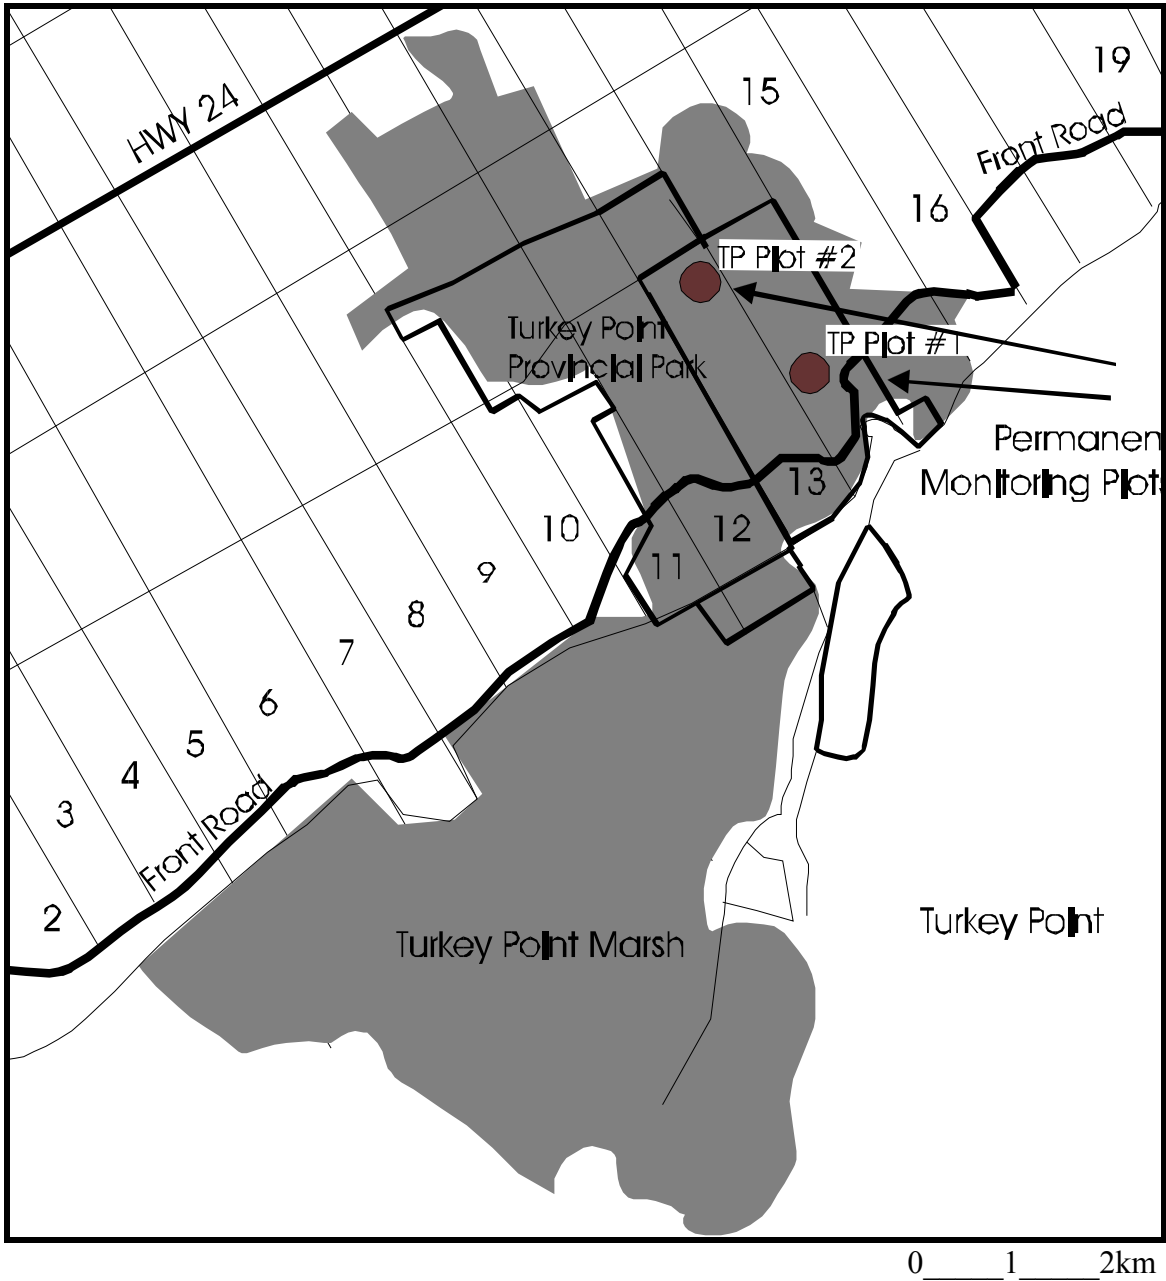 HWY 24
15
19
Front Road
16
TP Plot #2
Turkey Point
Provincial Park
TP Plot #1
Permanen
Monitoring Plots
13
12
11
10
9
8
7
6
5
4
3
2
Front Road
Turkey Point Marsh
Turkey Point
0 1 2km